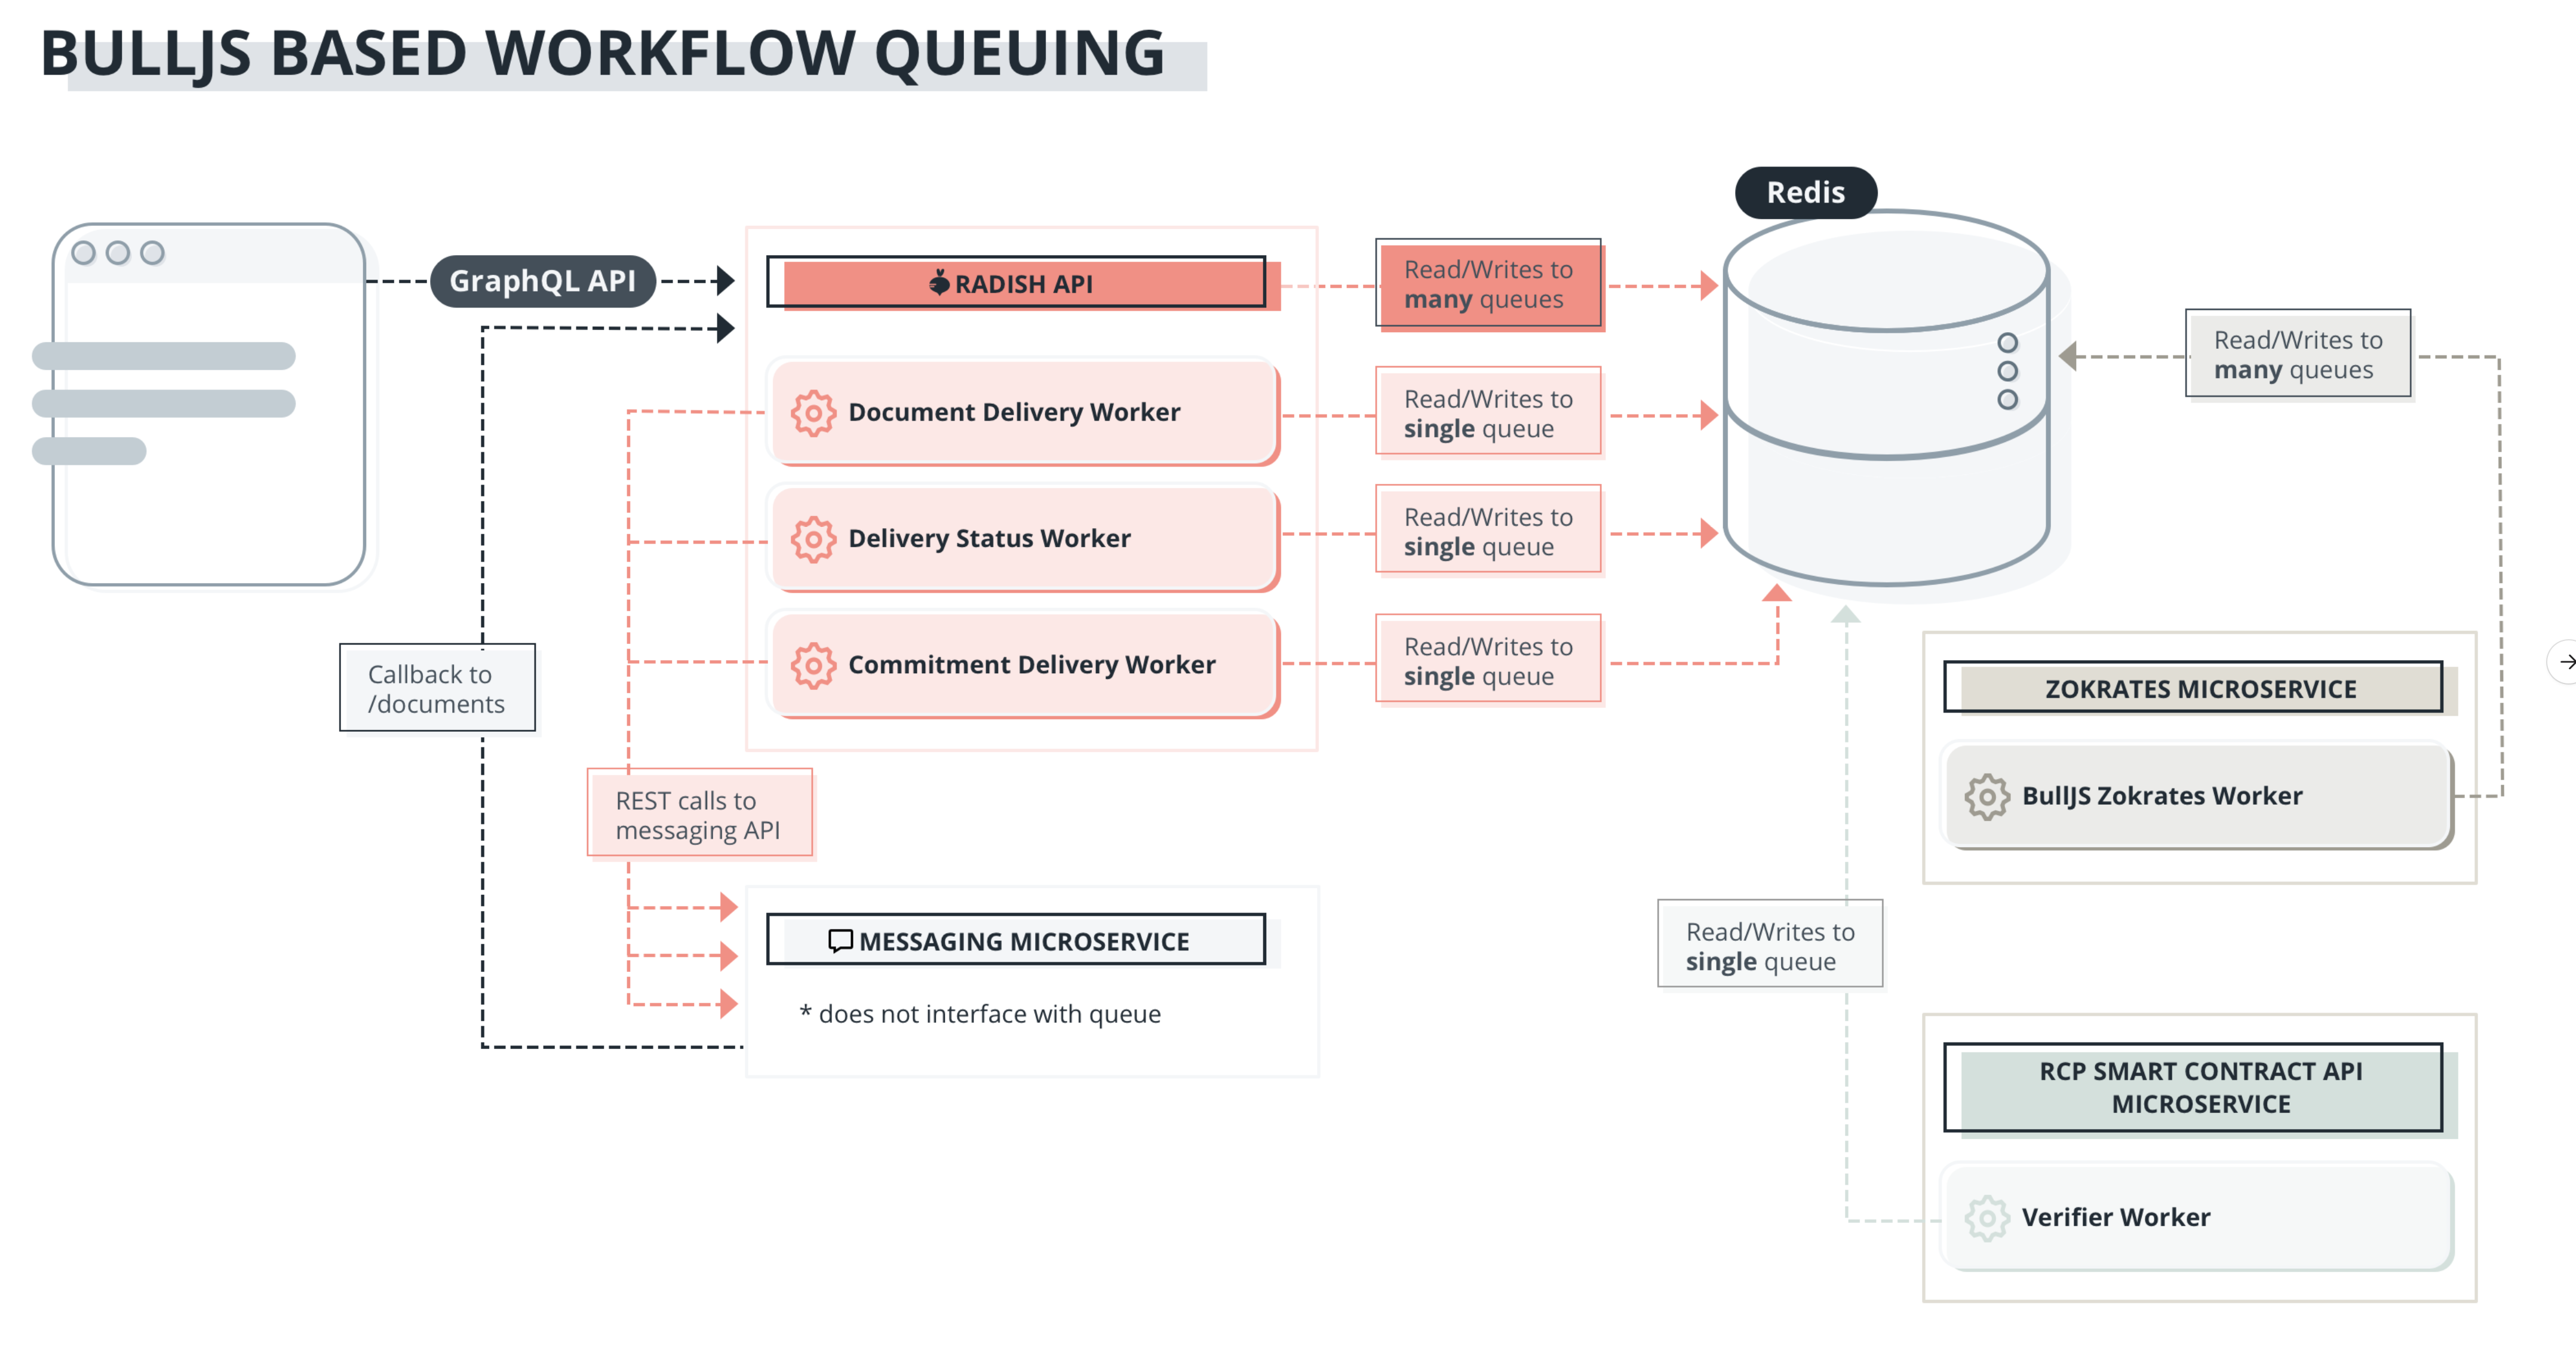 BULLJS BASED WORKFLOW QUEUING
Redis
GraphQL API
RADISH API
Read/Writes to
many queues
Read/Writes to
many queues
Document Delivery Worker
Read/Writes to
single queue
Delivery Status Worker
Read/Writes to
single queue
Commitment Delivery Worker
Read/Writes to
single queue
Callback to
/documents
ZOKRATES MICROSERVICE
BullJS Zokrates Worker
REST calls to
messaging API
MESSAGING MICROSERVICE
* does not interface with queue
Read/Writes to
single queue
RCP SMART CONTRACT API
MICROSERVICE
Verifier Worker